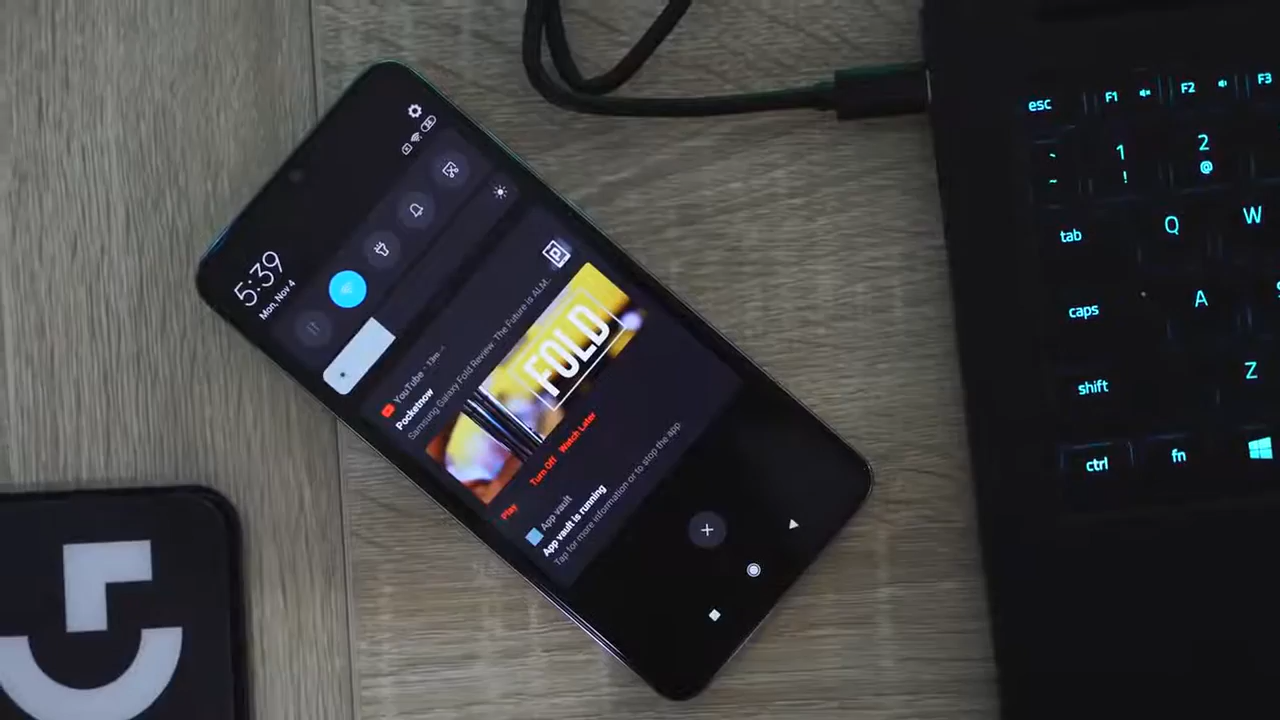 5:39
Mon, Nov 4
YouTube • 13m
Pocketnow
Samsung Galaxy Fold Review: The Future is ALM..
FOLD
Play
Turn Off
Watch Later
App vault
App vault is running
Tap for more information or to stop the app.
esc
F1
F2
F3
`
~
1
!
2
@
tab
Q
W
caps
A
shift
Z
ctrl
fn